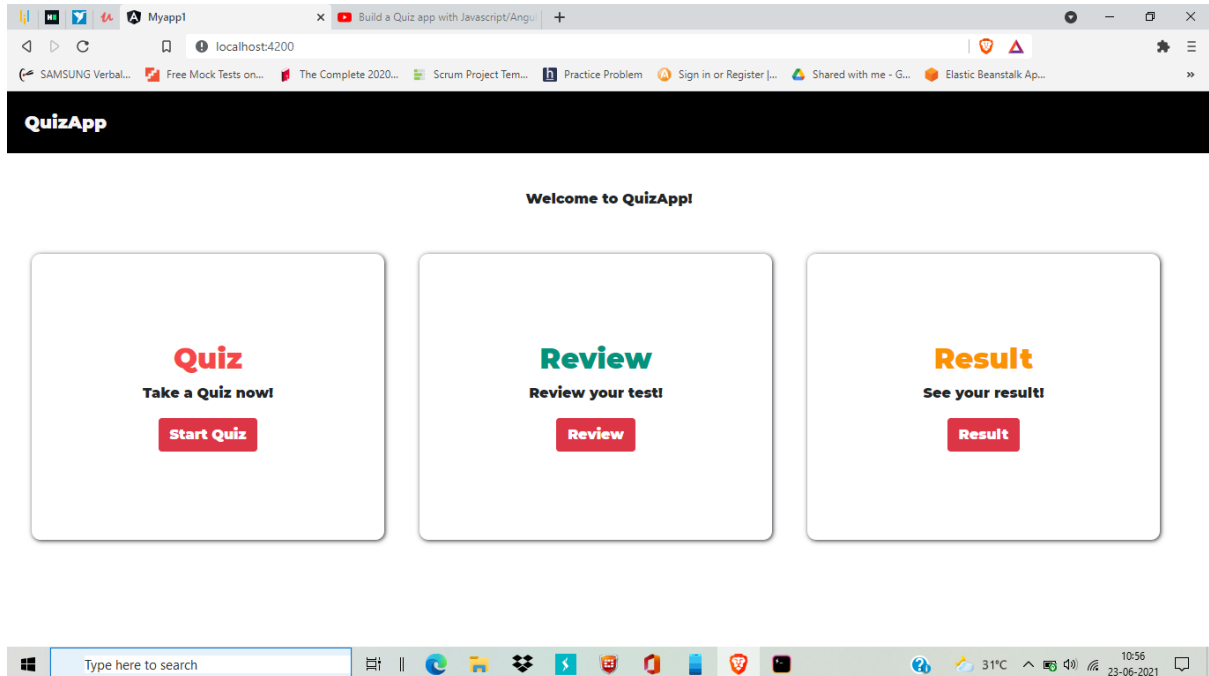 Myapp1
Build a Quiz app with Javascript/Angul
localhost:4200
SAMSUNG Verbal... Free Mock Tests on... The Complete 2020... Scrum Project Tem... Practice Problem Sign in or Register |... Shared with me - G... Elastic Beanstalk Ap...
QuizApp
Welcome to QuizApp!
Quiz
Take a Quiz now!
Start Quiz
Review
Review your test!
Review
Result
See your result!
Result
Type here to search
31°C
10:56
23-06-2021